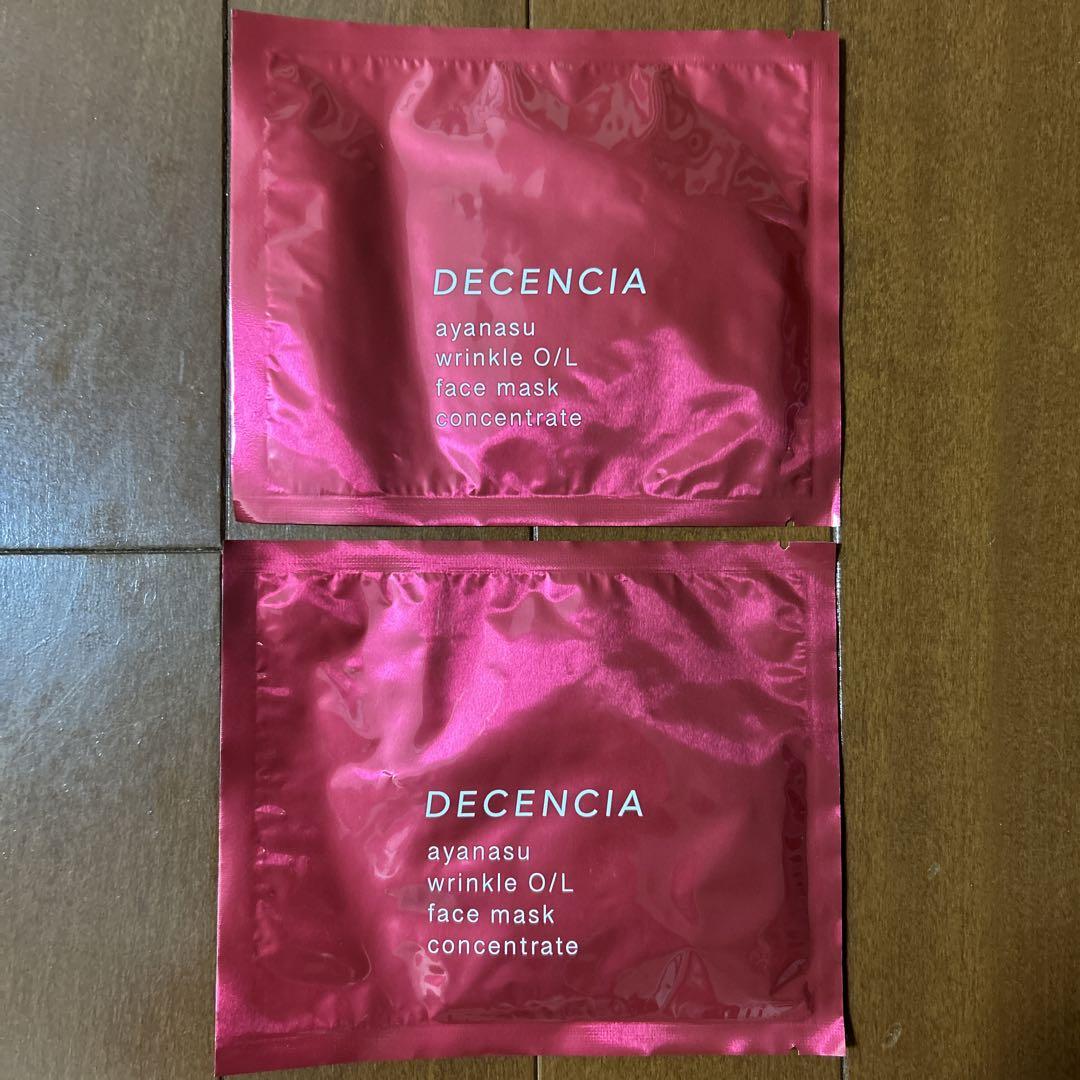 DECENCIA
ayanasu
wrinkle O/L
face mask
concentrate
DECENCIA
ayanasu
wrinkle O/L
face mask
concentrate